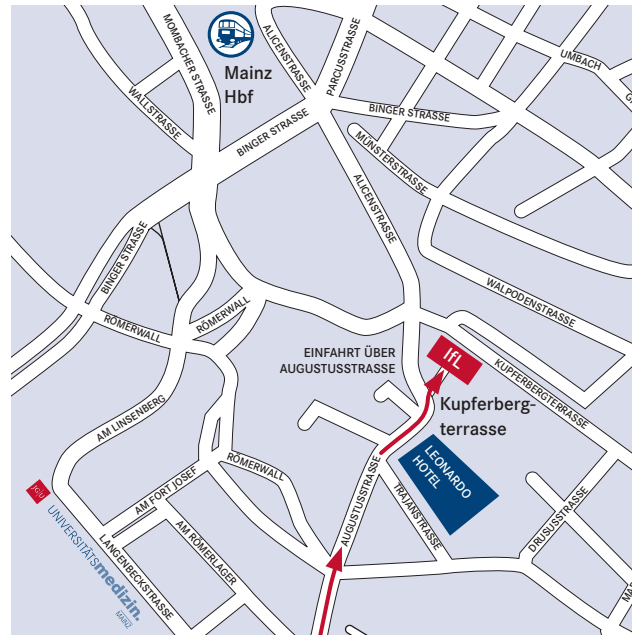 MOMBACHER STRASSE
ALICENSTRASSE
PARCUSSTRASSE
UMBACH
Mainz
Hbf
WALLSTRASSE
BINGER STRASSE
BINGER STRASSE
MÜNSTERSTRASSE
ALICENSTRASSE
BINGER STRASSE
WALPODENSTRASSE
RÖMERWALL
RÖMERWALL
EINFAHRT ÜBER
AUGUSTUSSTRASSE
IfL
KUPFERBERGTERRASSE
Kupferberg-
terrasse
AM LINSENBERG
LEONARDO
HOTEL
RÖMERWALL
AM FORT JOSEF
AUGUSTUSSTRASSE
TRAJANSTRASSE
DRUSUSSTRASSE
JGU
UNIVERSITÄTSmedizin.
MAINZ
LANGENBECKSTRASSE
AM RÖMERLAGER